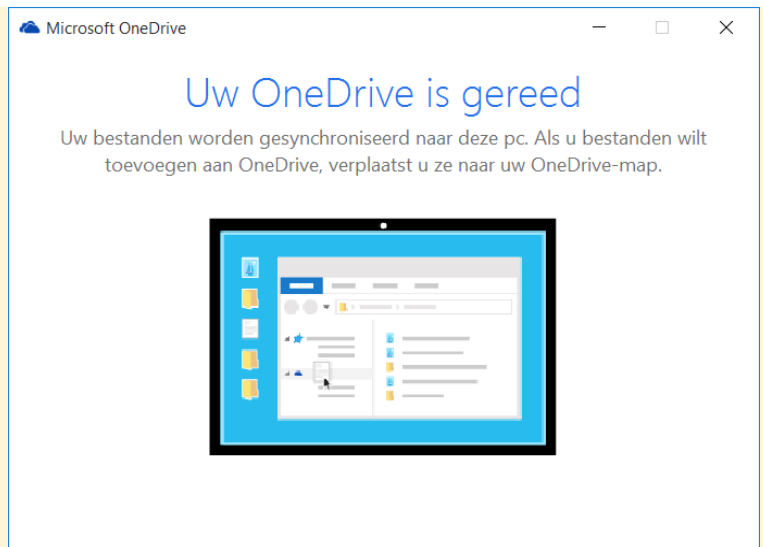 Microsoft OneDrive
Uw OneDrive is gereed
Uw bestanden worden gesynchroniseerd naar deze pc. Als u bestanden wilt
toevoegen aan OneDrive, verplaatst u ze naar uw OneDrive-map.